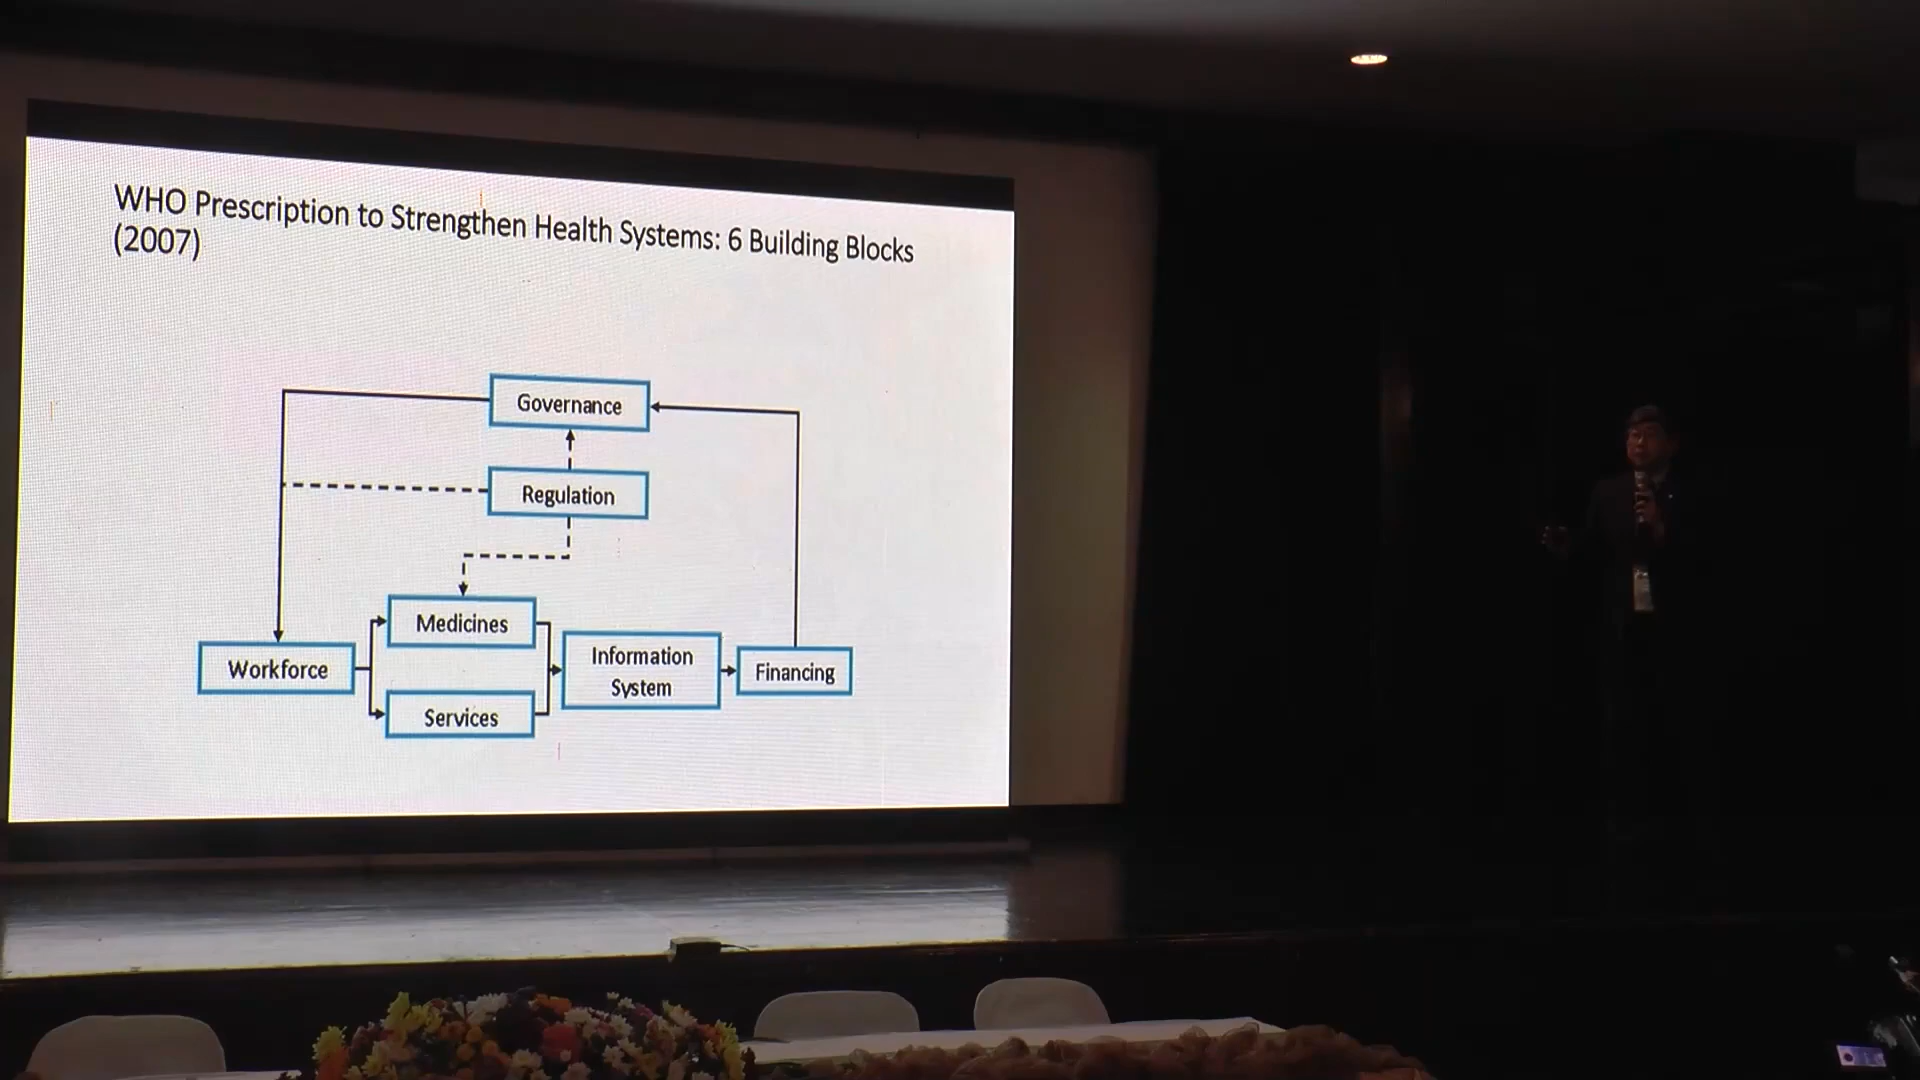 WHO Prescription to Strengthen Health Systems: 6 Building Blocks
(2007)
Governance
Regulation
Medicines
Workforce
Information
System
Financing
Services